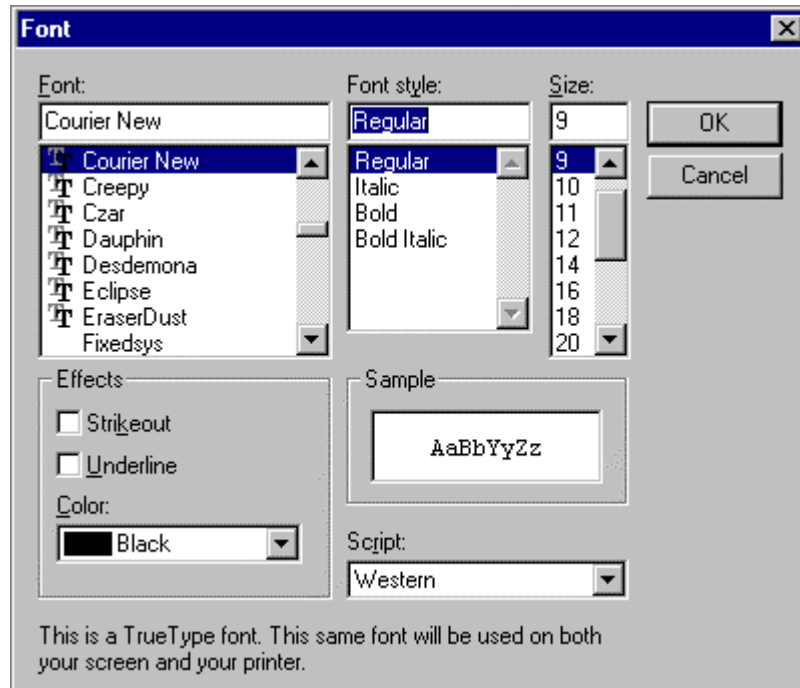 Font
Font:
Courier New
Courier New
Creepy
Czar
Dauphin
Desdemona
Eclipse
EraserDust
Fixedsys
Font style:
Regular
Regular
Italic
Bold
Bold Italic
Size:
9
9
10
11
12
14
16
18
20
OK
Cancel
Effects
Strikeout
Underline
Color:
Black
Sample
AaBbYyZz
Script:
Western
This is a TrueType font. This same font will be used on both
your screen and your printer.